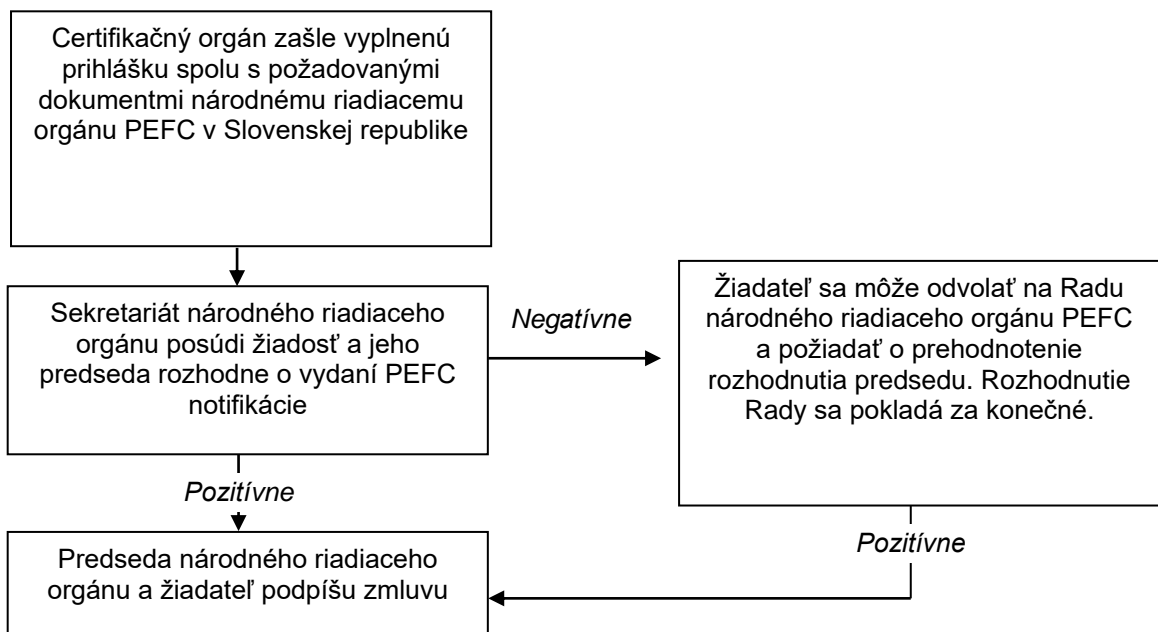 Certifikačný orgán zašle vyplnenú
prihlášku spolu s požadovanými
dokumentmi národnému riadiacemu
orgánu PEFC v Slovenskej republike
Sekretariát národného riadiaceho
orgánu posúdi žiadosť a jeho
predseda rozhodne o vydaní PEFC
notifikácie
Negatívne
Žiadateľ sa môže odvolať na Radu
národného riadiaceho orgánu PEFC
a požiadať o prehodnotenie
rozhodnutia predsedu. Rozhodnutie
Rady sa pokladá za konečné.
Pozitívne
Pozitívne
Predseda národného riadiaceho
orgánu a žiadateľ podpíšu zmluvu